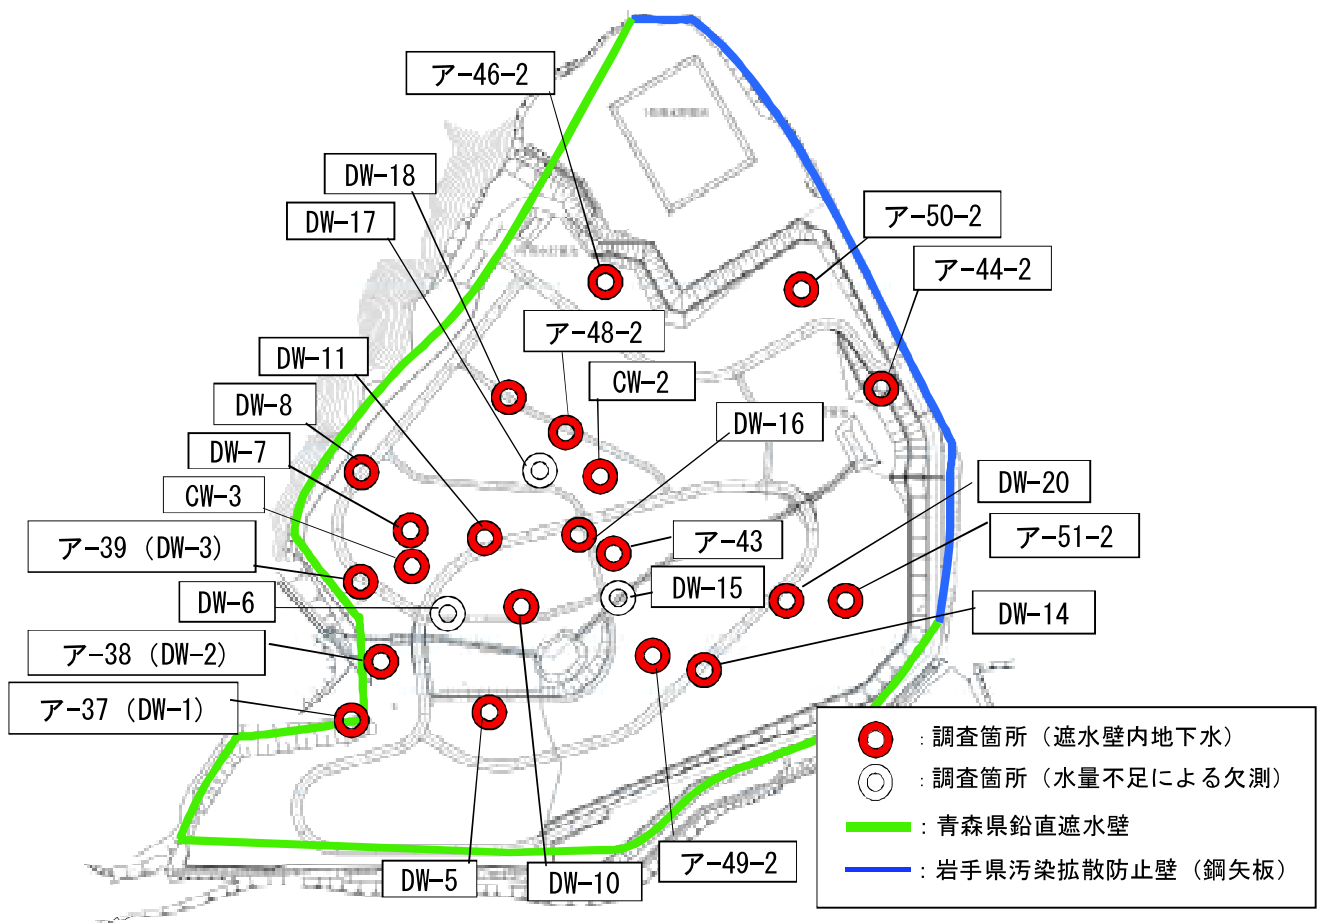 ア-46-2
DW-18
DW-17
ア-50-2
ア-44-2
ア-48-2
DW-11
CW-2
DW-8
DW-16
DW-7
DW-20
CW-3
ア-39（DW-3）
ア-43
ア-51-2
DW-6
DW-15
DW-14
ア-38（DW-2）
ア-37（DW-1）
ア-49-2
DW-5
DW-10
：調査箇所（遮水壁内地下水）
：調査箇所（水量不足による欠測）
：青森県鉛直遮水壁
：岩手県汚染拡散防止壁（鋼矢板）